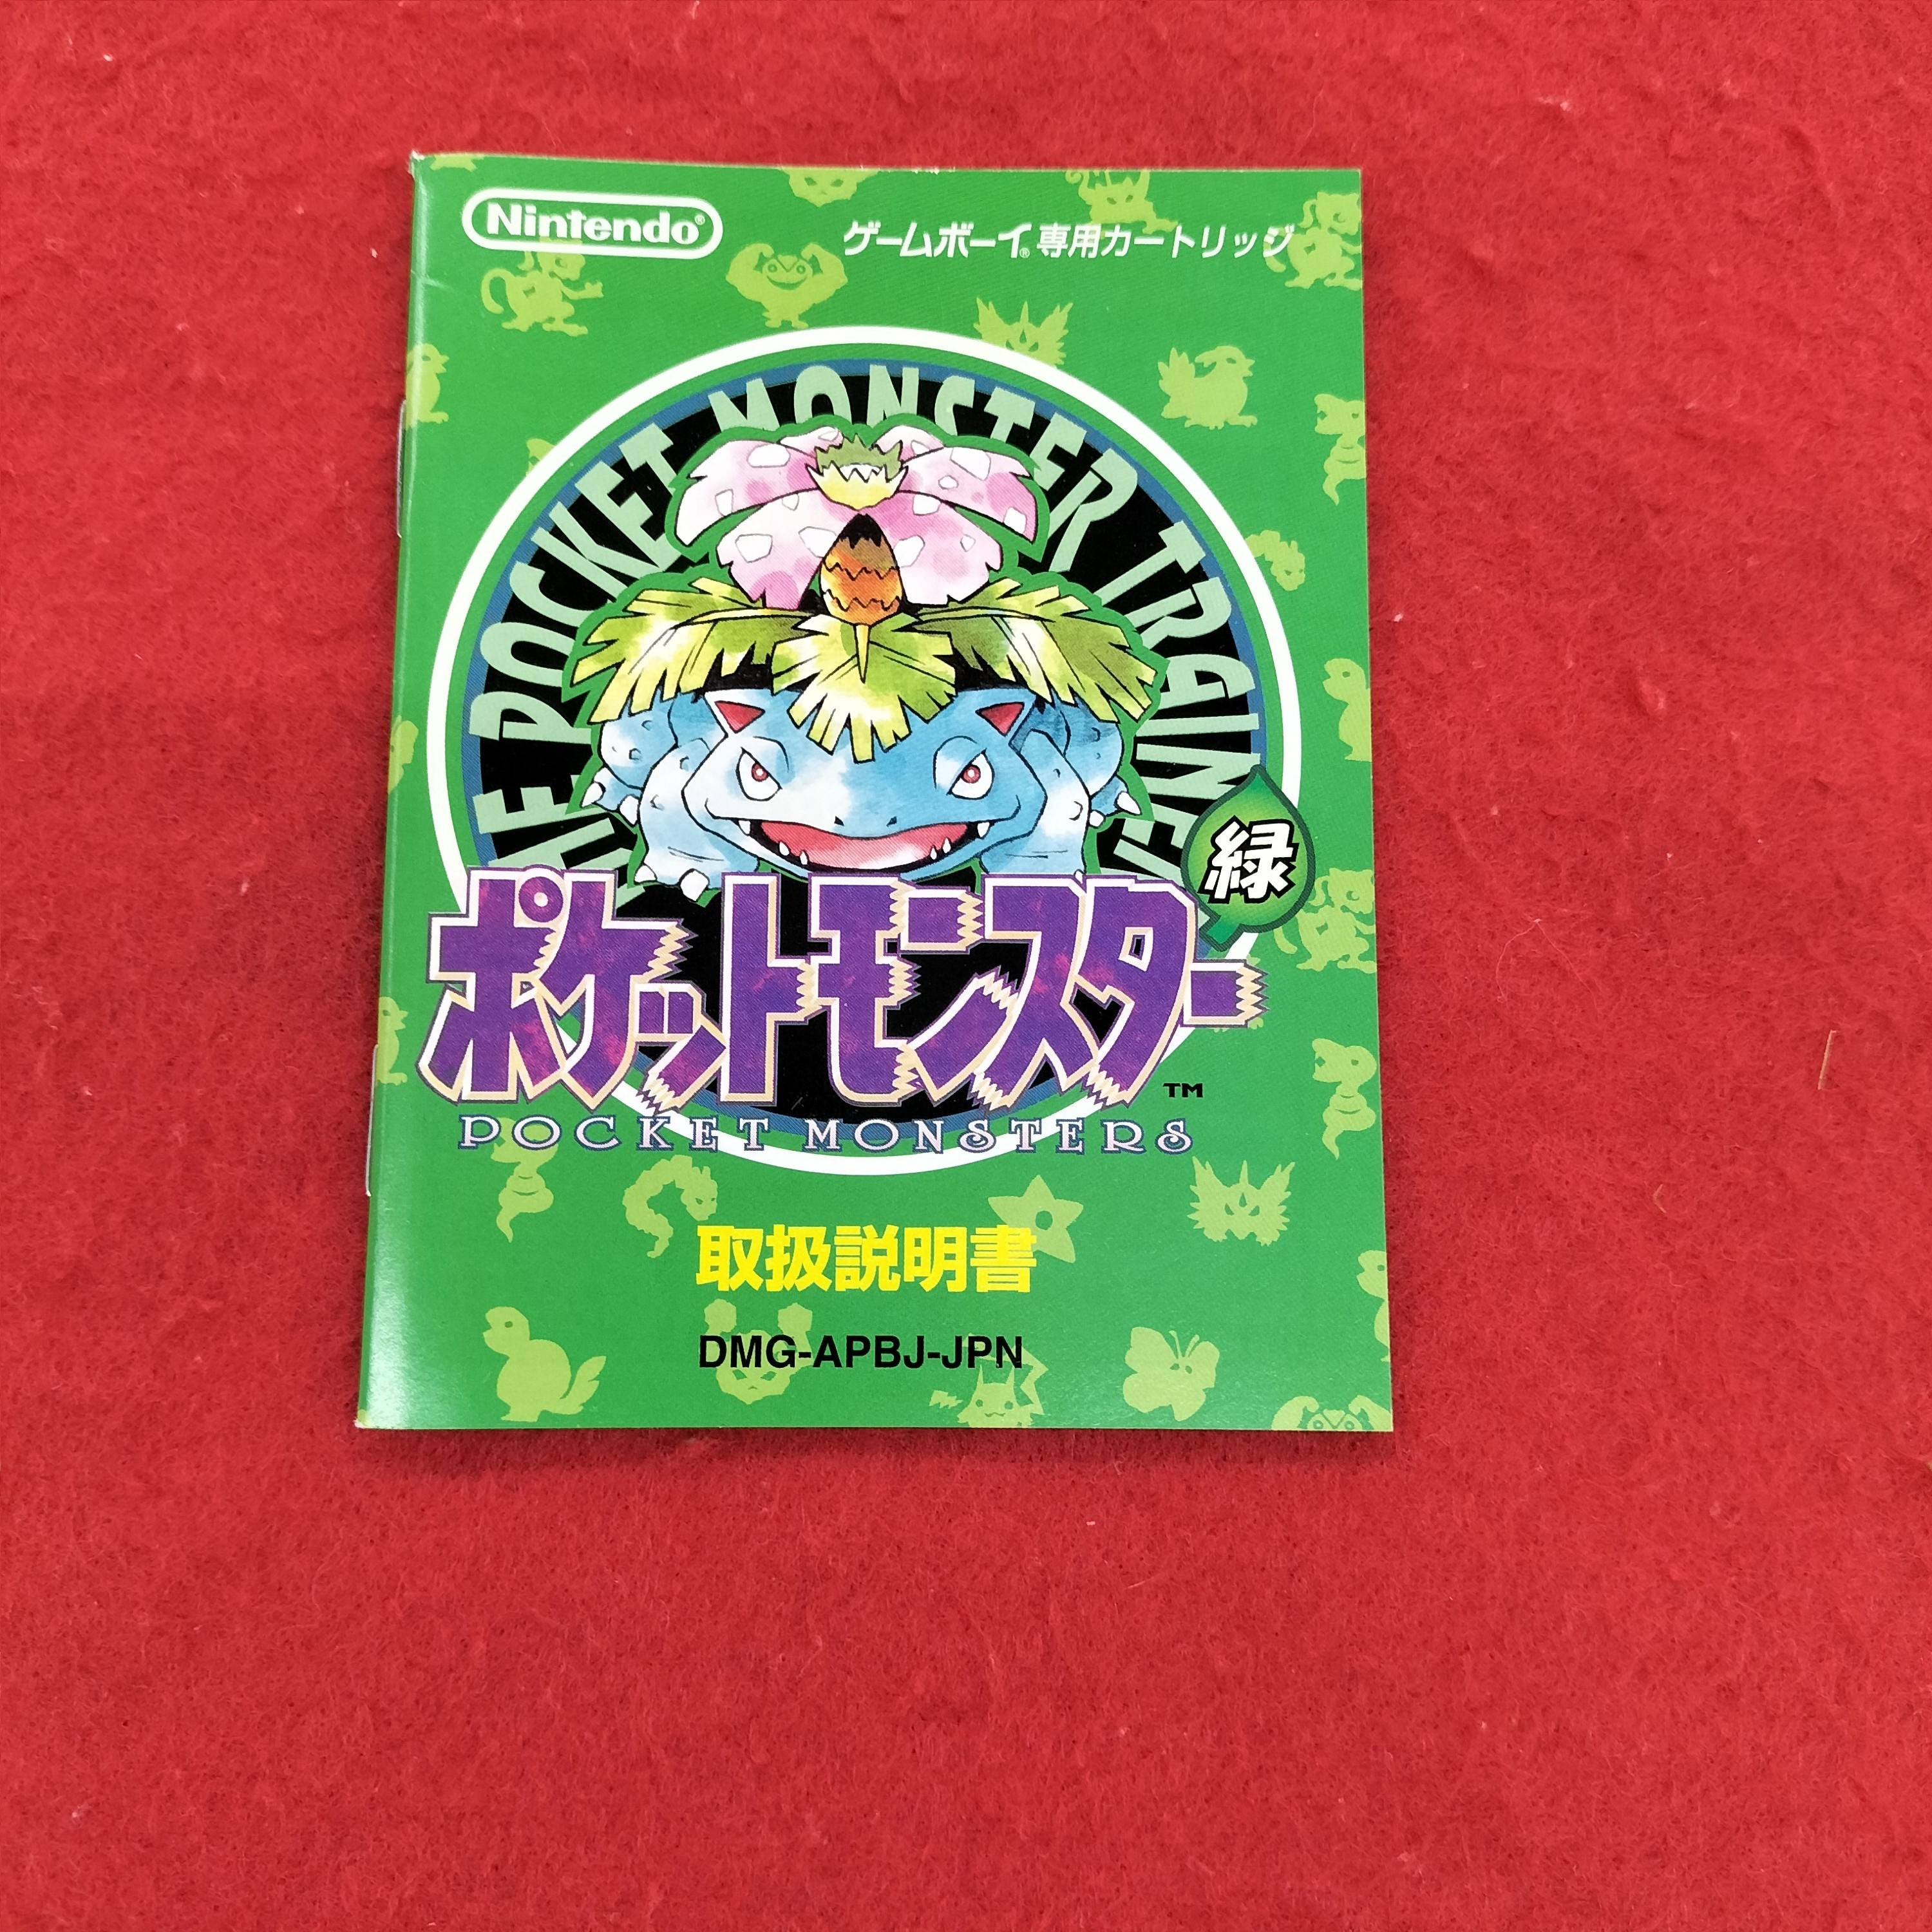 Nintendo®
ゲームボーイ®専用カートリッジ
POCKET MONSTER TRAINER
緑
ポケットモンスター™
POCKET MONSTERS
取扱説明書
DMG-APBJ-JPN